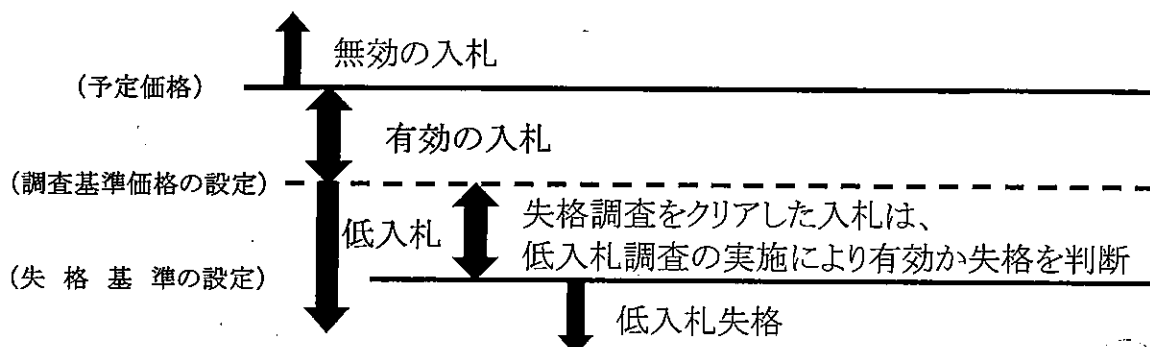 無効の入札
(予定価格)
有効の入札
(調査基準価格の設定)
低入札
失格調査をクリアした入札は、
低入札調査の実施により有効か失格を判断
(失格基準の設定)
低入札失格